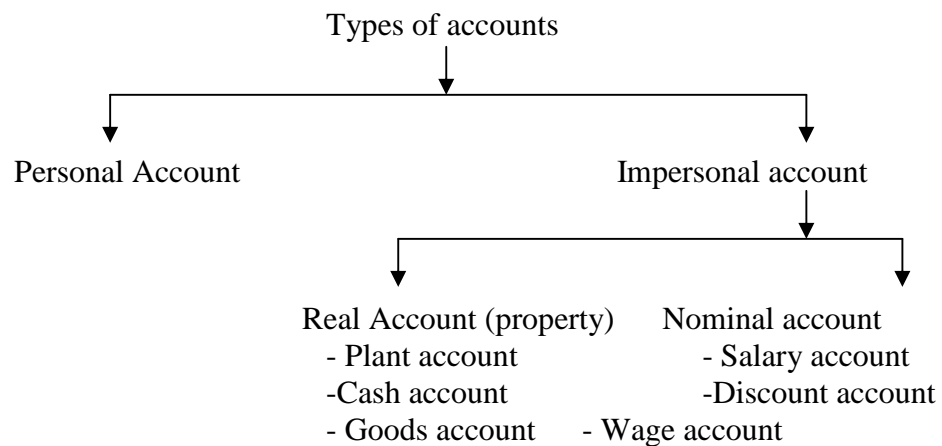 Types of accounts
Personal Account Impersonal account
Real Account (property) Nominal account
- Plant account - Salary account
-Cash account -Discount account
- Goods account - Wage account